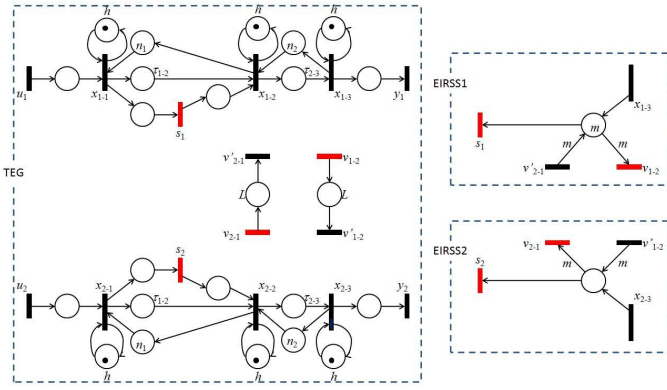 h h h
n1 n2
τ1-2 τ2-3
u1 x1-1 x1-2 x1-3 y1
s1
EIRSS1
x1-3
s1 m
m m
v'2-1 v1-2
TEG
v'2-1 v1-2
L L
v2-1 v'1-2
EIRSS2
s2
v2-1 v'1-2
m
s2
x2-3
u2 x2-1 x2-2 x2-3 y2
τ1-2 τ2-3
n1 n2
h h h